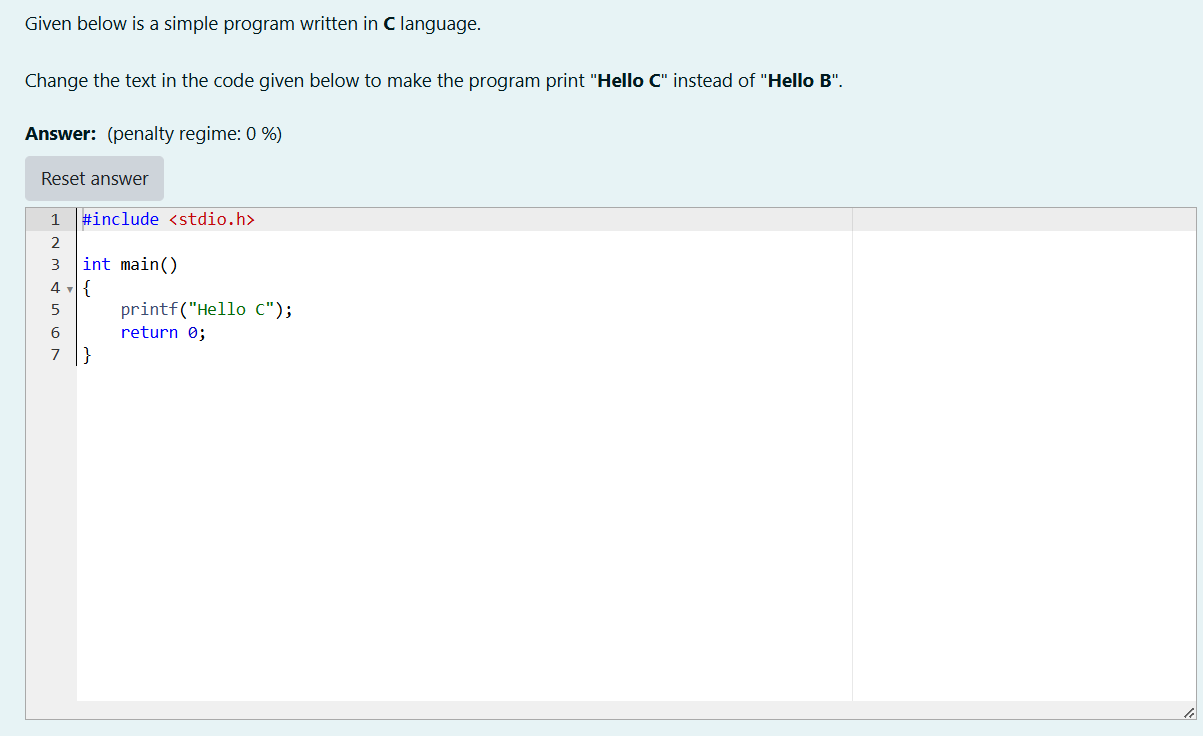 Given below is a simple program written in C language.
Change the text in the code given below to make the program print "Hello C" instead of "Hello B".
Answer: (penalty regime: 0 %)
Reset answer
1 #include <stdio.h>
2
3 int main()
4 {
5     printf("Hello C");
6     return 0;
7 }